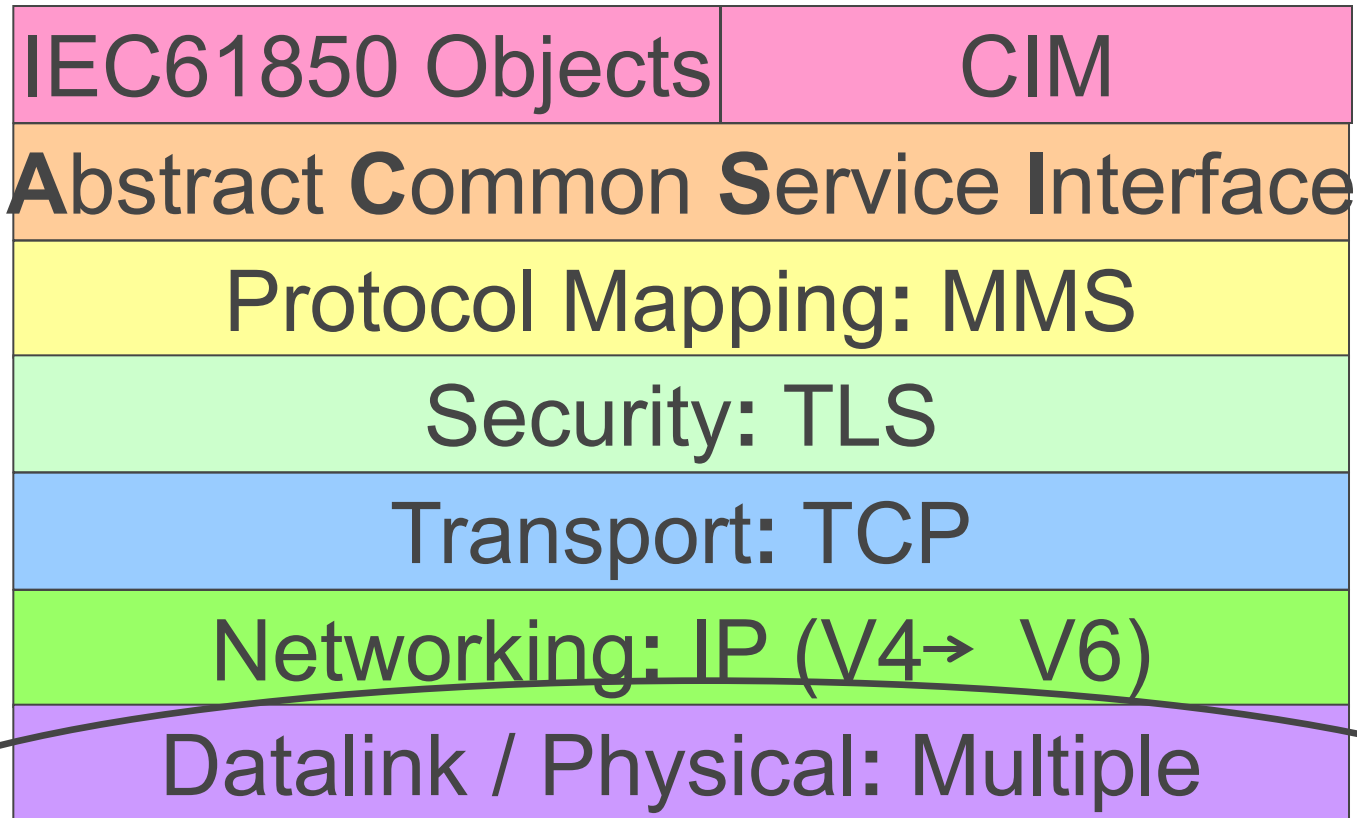 IEC61850 Objects CIM
Abstract Common Service Interface
Protocol Mapping: MMS
Security: TLS
Transport: TCP
Networking: IP (V4→ V6)
Datalink / Physical: Multiple